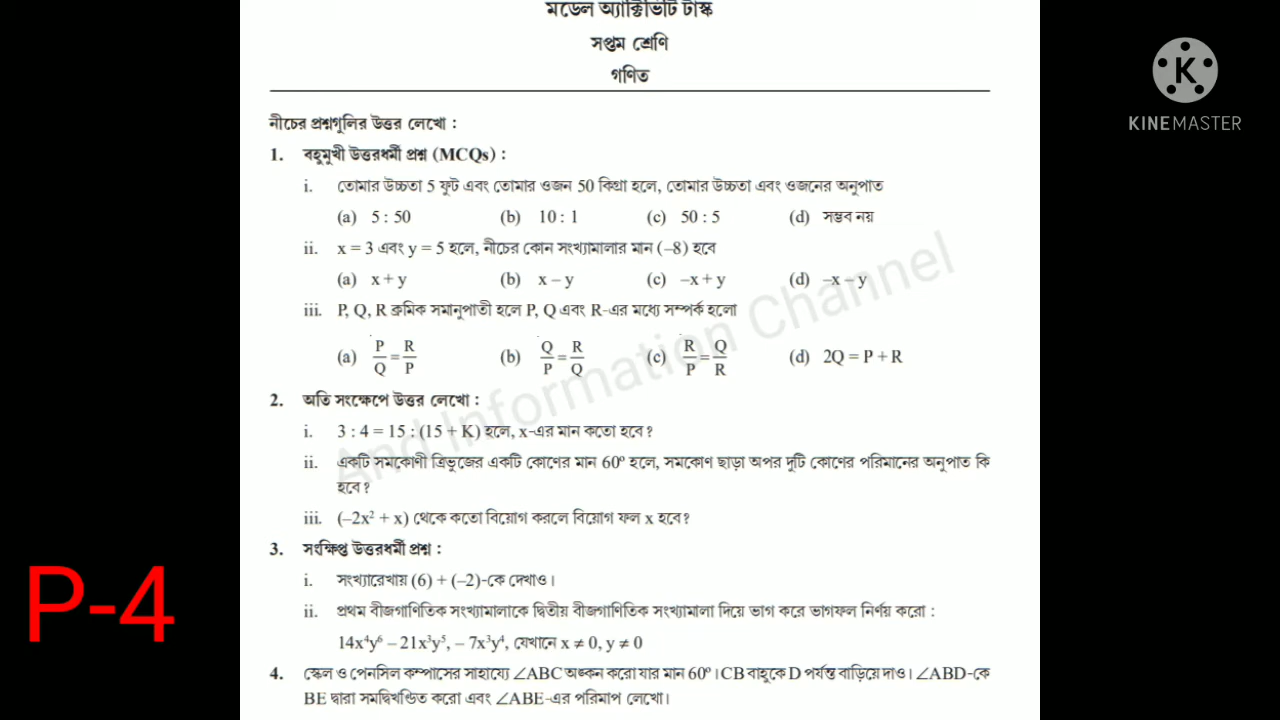 মডেল অ্যাক্টিভিটি টাস্ক
সপ্তম শ্রেণি
গণিত
K
KINEMASTER
নীচের প্রশ্নগুলির উত্তর লেখো :
1. বহুমুখী উত্তরধর্মী প্রশ্ন (MCQs) :
i. তোমার উচ্চতা 5 ফুট এবং তোমার ওজন 50 কিগ্রা হলে, তোমার উচ্চতা এবং ওজনের অনুপাত
(a) 5 : 50 (b) 10 : 1 (c) 50 : 5 (d) সম্ভব নয়
ii. x = 3 এবং y = 5 হলে, নীচের কোন সংখ্যামালার মান (–8) হবে
(a) x + y (b) x – y (c) –x + y (d) –x – y
iii. P, Q, R ক্রমিক সমানুপাতী হলে P, Q এবং R-এর মধ্যে সম্পর্ক হলো
(a) P/Q = R/P (b) Q/P = R/Q (c) R/P = Q/R (d) 2Q = P + R
2. অতি সংক্ষেপে উত্তর লেখো :
i. 3 : 4 = 15 : (15 + K) হলে, x-এর মান কতো হবে?
ii. একটি সমকোণী ত্রিভুজের একটি কোণের মান 60º হলে, সমকোণ ছাড়া অপর দুটি কোণের পরিমানের অনুপাত কি
হবে?
iii. (–2x² + x) থেকে কতো বিয়োগ করলে বিয়োগ ফল x হবে?
3. সংক্ষিপ্ত উত্তরধর্মী প্রশ্ন :
i. সংখ্যারেখায় (6) + (–2)-কে দেখাও।
ii. প্রথম বীজগাণিতিক সংখ্যামালাকে দ্বিতীয় বীজগাণিতিক সংখ্যামালা দিয়ে ভাগ করে ভাগফল নির্ণয় করো :
14x⁴y⁶ – 21x³y⁵, – 7x³y⁴, যেখানে x ≠ 0, y ≠ 0
4. স্কেল ও পেনসিল কম্পাসের সাহায্যে ∠ABC অঙ্কন করো যার মান 60º। CB বাহুকে D পর্যন্ত বাড়িয়ে দাও। ∠ABD-কে
BE দ্বারা সমদ্বিখণ্ডিত করো এবং ∠ABE-এর পরিমাপ লেখো।
And Information Channel
P-4